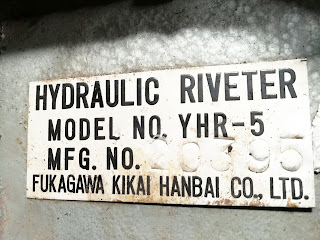 HYDRAULIC RIVETER
MODEL NO. YHR-5
MFG. NO.
FUKAGAWA KIKAI HANBAI CO., LTD.